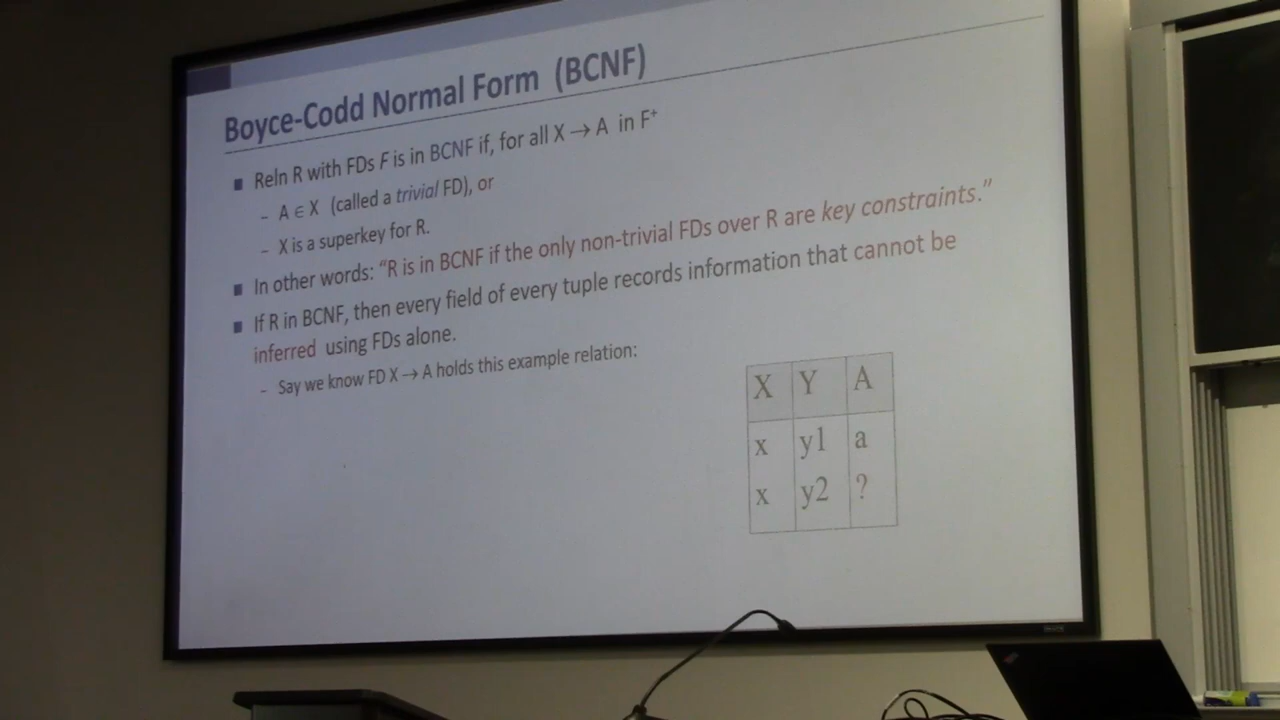 Boyce-Codd Normal Form (BCNF)
Reln R with FDs F is in BCNF if, for all X → A in F⁺
- A ∈ X (called a trivial FD), or
- X is a superkey for R.
In other words: “R is in BCNF if the only non-trivial FDs over R are key constraints.”
If R in BCNF, then every field of every tuple records information that cannot be
inferred using FDs alone.
- Say we know FD X → A holds this example relation:
X Y A
x y1 a
x y2 ?